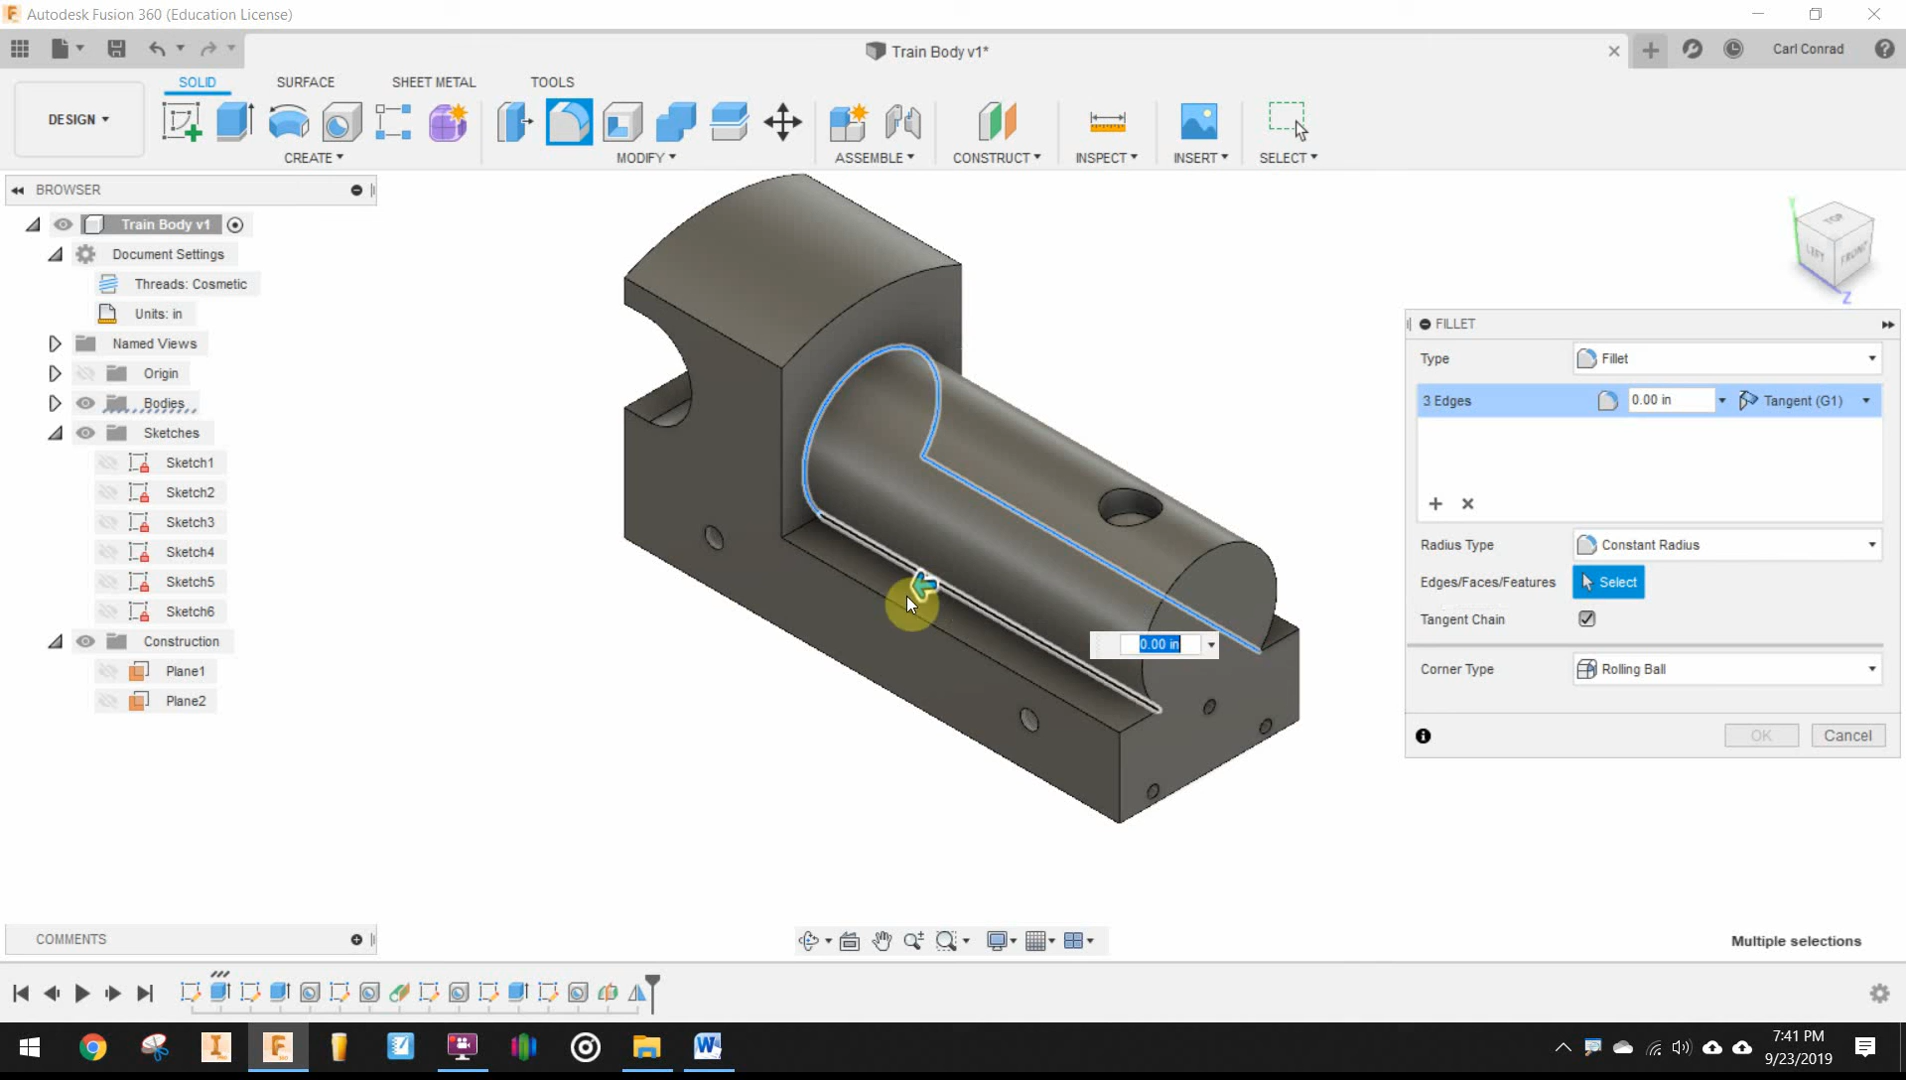 Autodesk Fusion 360 (Education License)
Train Body v1*
Carl Conrad
SOLID
SURFACE
SHEET METAL
TOOLS
DESIGN
CREATE
MODIFY
ASSEMBLE
CONSTRUCT
INSPECT
INSERT
SELECT
BROWSER
Train Body v1
Document Settings
Threads: Cosmetic
Units: in
Named Views
Origin
Bodies
Sketches
Sketch1
Sketch2
Sketch3
Sketch4
Sketch5
Sketch6
Construction
Plane1
Plane2
TOP
LEFT
FRONT
Y
Z
0.00 in
FILLET
Type
Fillet
3 Edges
0.00 in
Tangent (G1)
Radius Type
Constant Radius
Edges/Faces/Features
Select
Tangent Chain
Corner Type
Rolling Ball
OK
Cancel
COMMENTS
Multiple selections
7:41 PM
9/23/2019